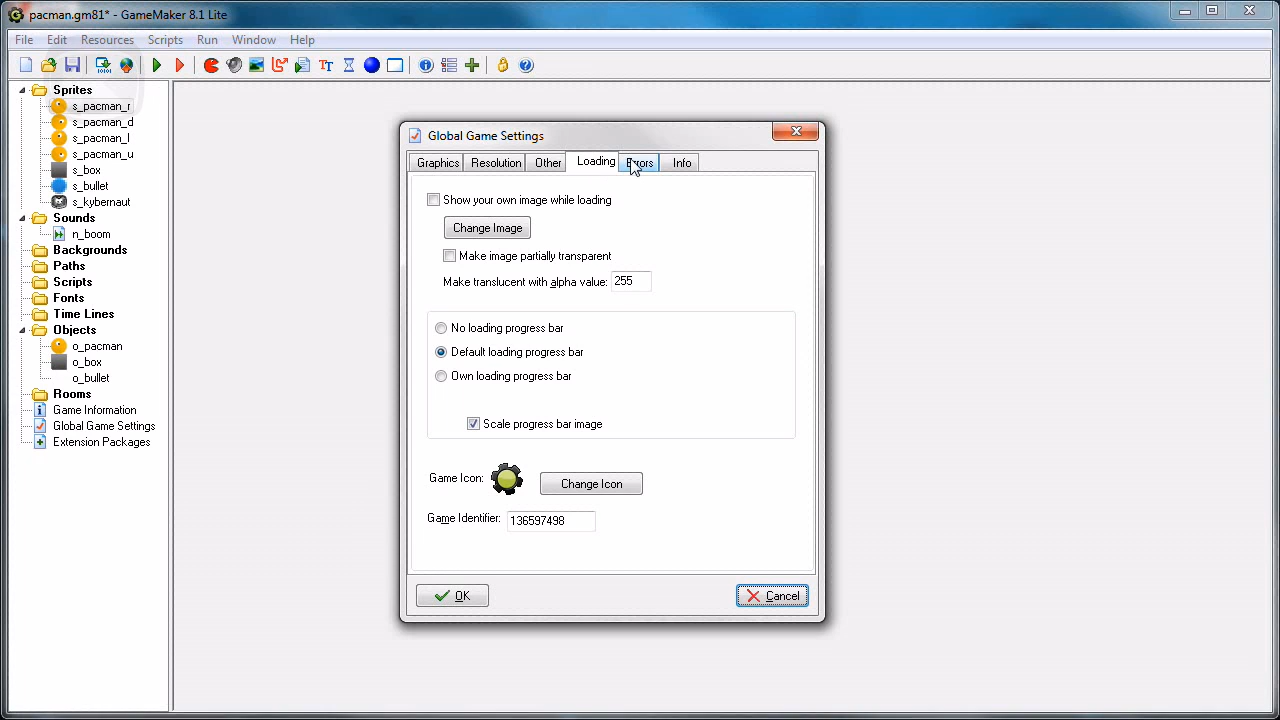 pacman.gm81* - GameMaker 8.1 Lite
File Edit Resources Scripts Run Window Help
Sprites
s_pacman_r
s_pacman_d
s_pacman_l
s_pacman_u
s_box
s_bullet
s_kybernaut
Sounds
n_boom
Backgrounds
Paths
Scripts
Fonts
Time Lines
Objects
o_pacman
o_box
o_bullet
Rooms
Game Information
Global Game Settings
Extension Packages
Global Game Settings
Graphics Resolution Other Loading Errors Info
Show your own image while loading
Change Image
Make image partially transparent
Make translucent with alpha value: 255
No loading progress bar
Default loading progress bar
Own loading progress bar
Scale progress bar image
Game Icon: Change Icon
Game Identifier: 136597498
OK Cancel